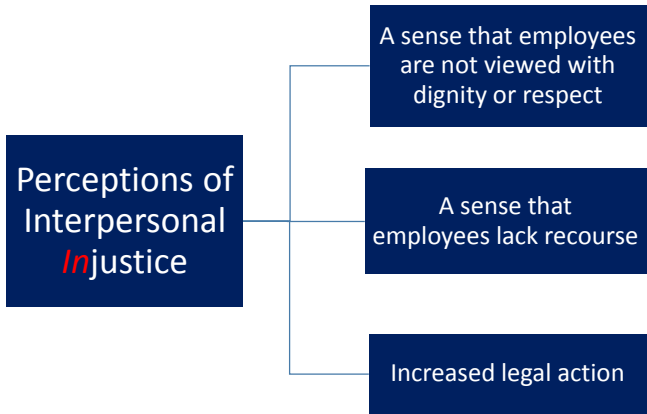 Perceptions of
Interpersonal
Injustice
A sense that employees
are not viewed with
dignity or respect
A sense that
employees lack recourse
Increased legal action